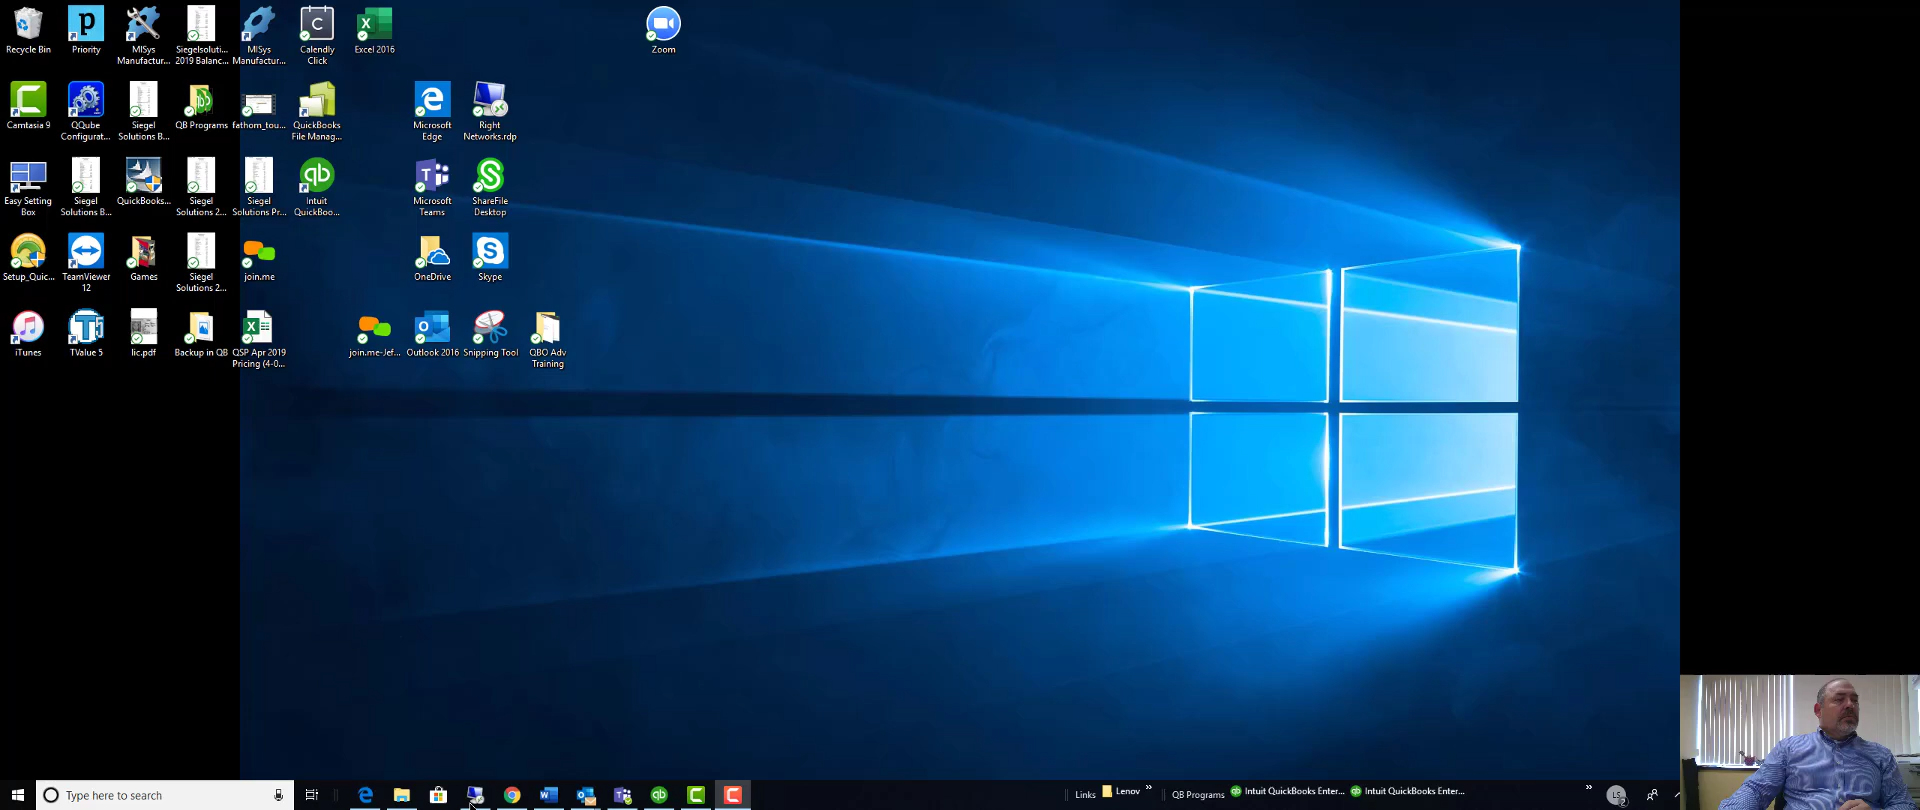 Recycle Bin
Priority
MISys
Manufactur...
Siegelsoluti...
2019 Balanc...
MISys
Manufactur...
Calendly
Click
Excel 2016
Zoom
Camtasia 9
QQube
Configurat...
Siegel
Solutions B...
QB Programs
fathom_tou...
QuickBooks
File Manag...
Microsoft
Edge
Right
Networks.rdp
Easy Setting
Box
Siegel
Solutions B...
QuickBooks...
Siegel
Solutions 2...
Siegel
Solutions Pr...
Intuit
QuickBoo...
Microsoft
Teams
ShareFile
Desktop
Setup_Quic...
TeamViewer
12
Games
Siegel
Solutions 2...
join.me
OneDrive
Skype
iTunes
TValue 5
lic.pdf
Backup in QB
QSP Apr 2019
Pricing (4-0...
join.me-Jef...
Outlook 2016
Snipping Tool
QBO Adv
Training
Type here to search
Links
Lenov
QB Programs
Intuit QuickBooks Enter...
Intuit QuickBooks Enter...
LS
2